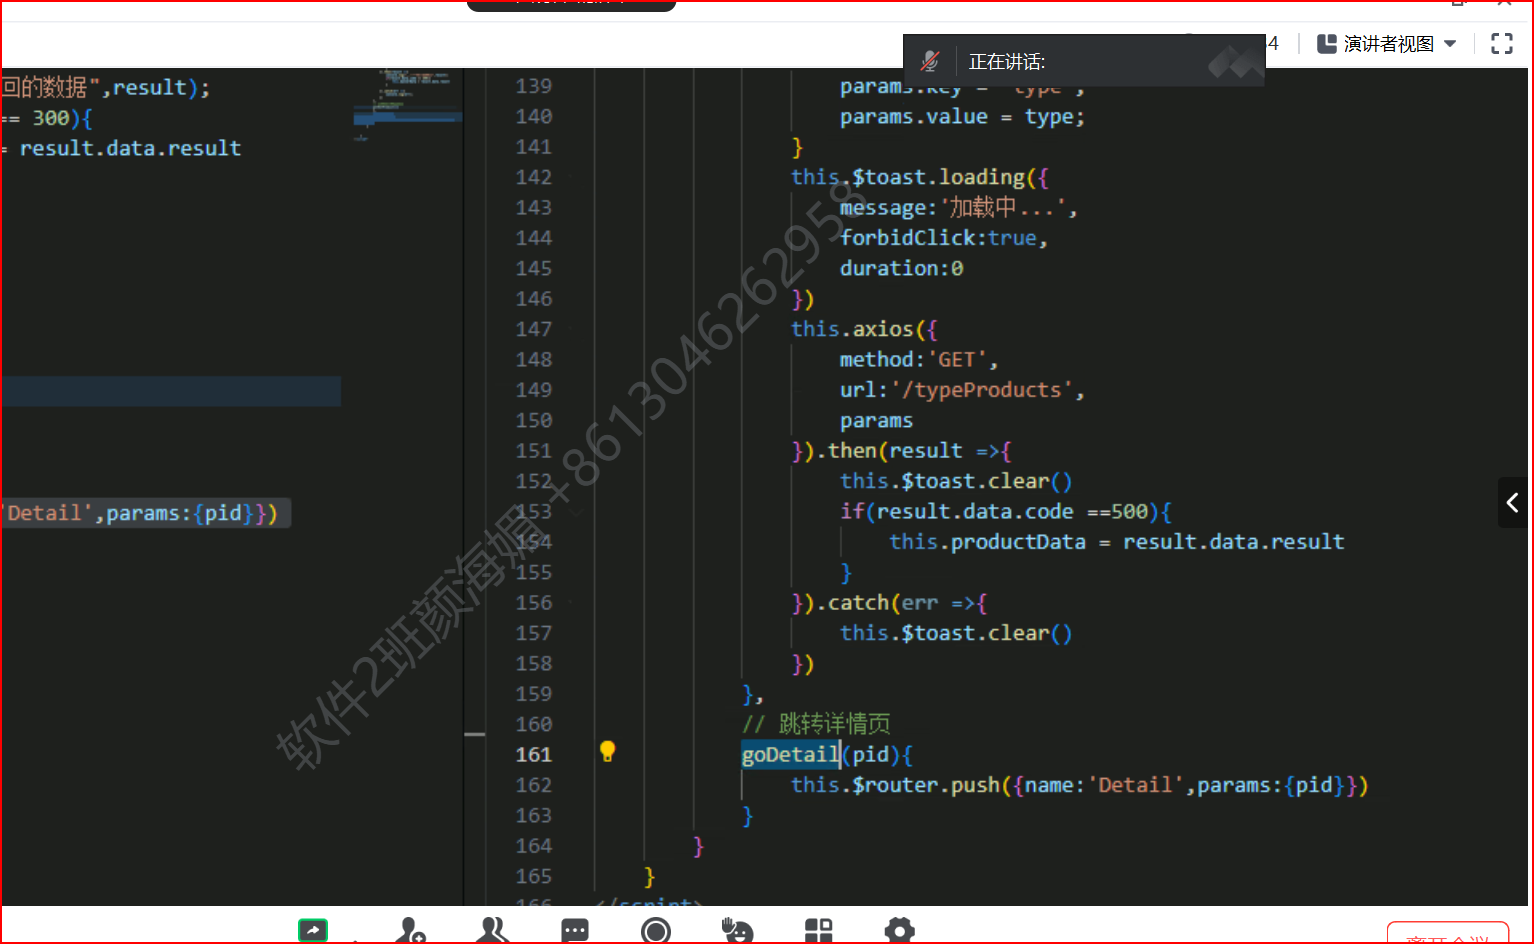 4
演讲者视图
正在讲话:
回的数据",result);
== 300){
= result.data.result
'Detail',params:{pid}})
139 params.key = 'type';
140 params.value = type;
141 }
142 this.$toast.loading({
143 message:'加载中...',
144 forbidClick:true,
145 duration:0
146 })
147 this.axios({
148 method:'GET',
149 url:'/typeProducts',
150 params
151 }).then(result =>{
152 this.$toast.clear()
153 if(result.data.code ==500){
154 this.productData = result.data.result
155 }
156 }).catch(err =>{
157 this.$toast.clear()
158 })
159 },
160 // 跳转详情页
161 goDetail(pid){
162 this.$router.push({name:'Detail',params:{pid}})
163 }
164 }
165 }
166 </script>
软件2班颜海媚 +8613046262958
离开会议